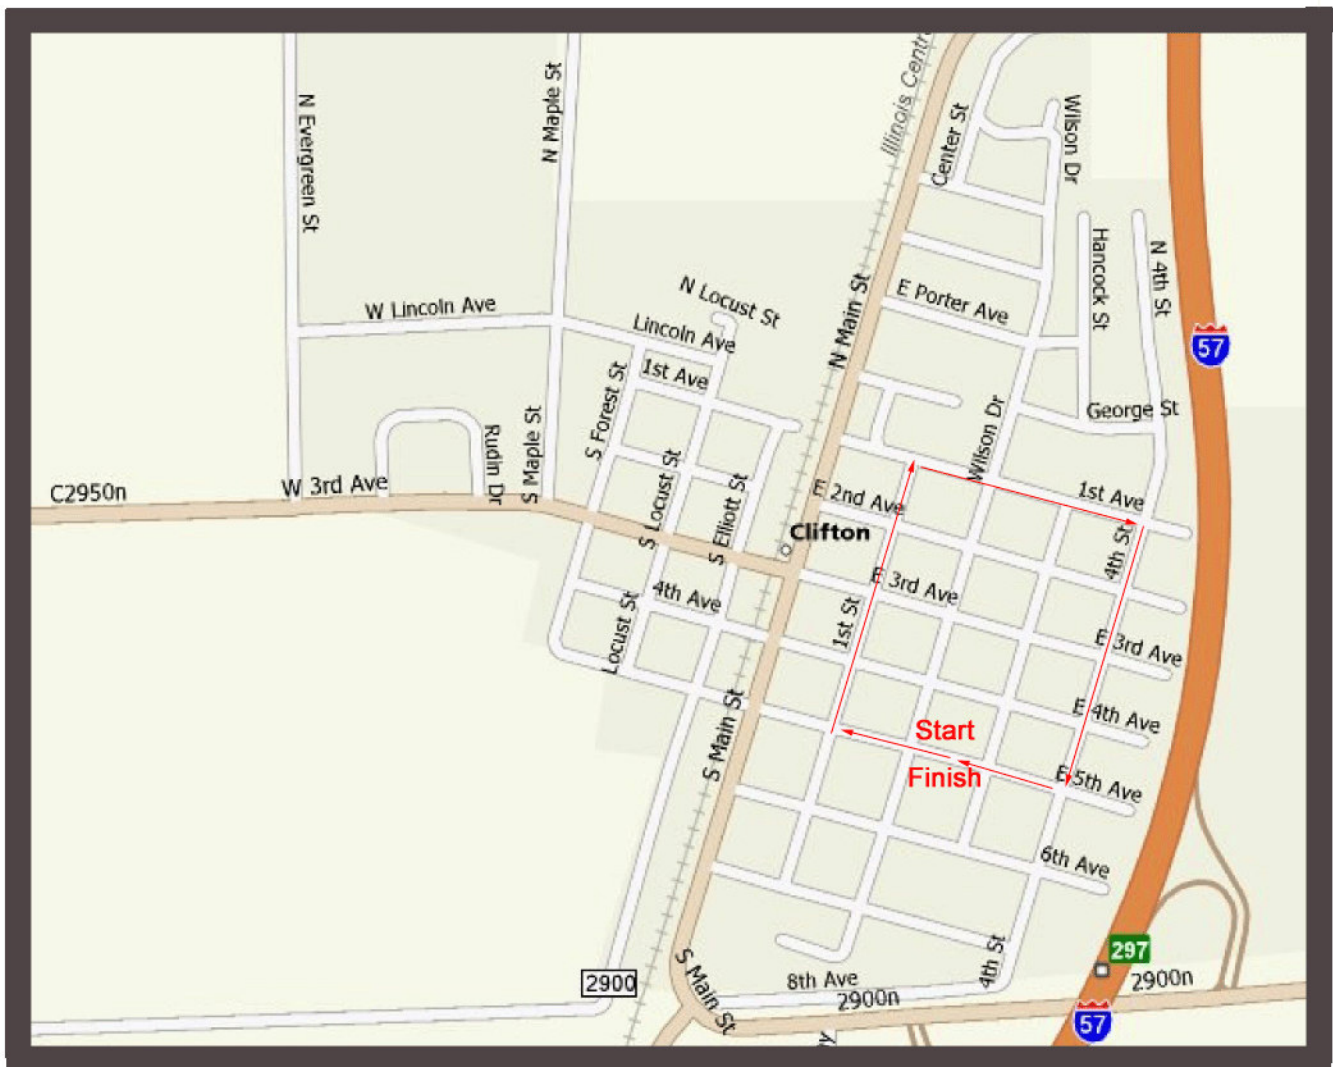 Illinois Centr
N Evergreen St
N Maple St
Center St
Wilson Dr
Hancock St
N 4th St
N Locust St
W Lincoln Ave
Lincoln Ave
N Main St
E Porter Ave
57
1st Ave
S Forest St
George St
Wilson Dr
S Maple St
Rudin Dr
W 3rd Ave
C2950n
S Locust St
S Elliott St
E 2nd Ave
1st Ave
Clifton
4th St
E 3rd Ave
4th Ave
Locust St
1st St
E 3rd Ave
S Main St
E 4th Ave
Start
Finish
E 5th Ave
6th Ave
S Main St
4th St
297
2900
8th Ave
2900n
2900n
57